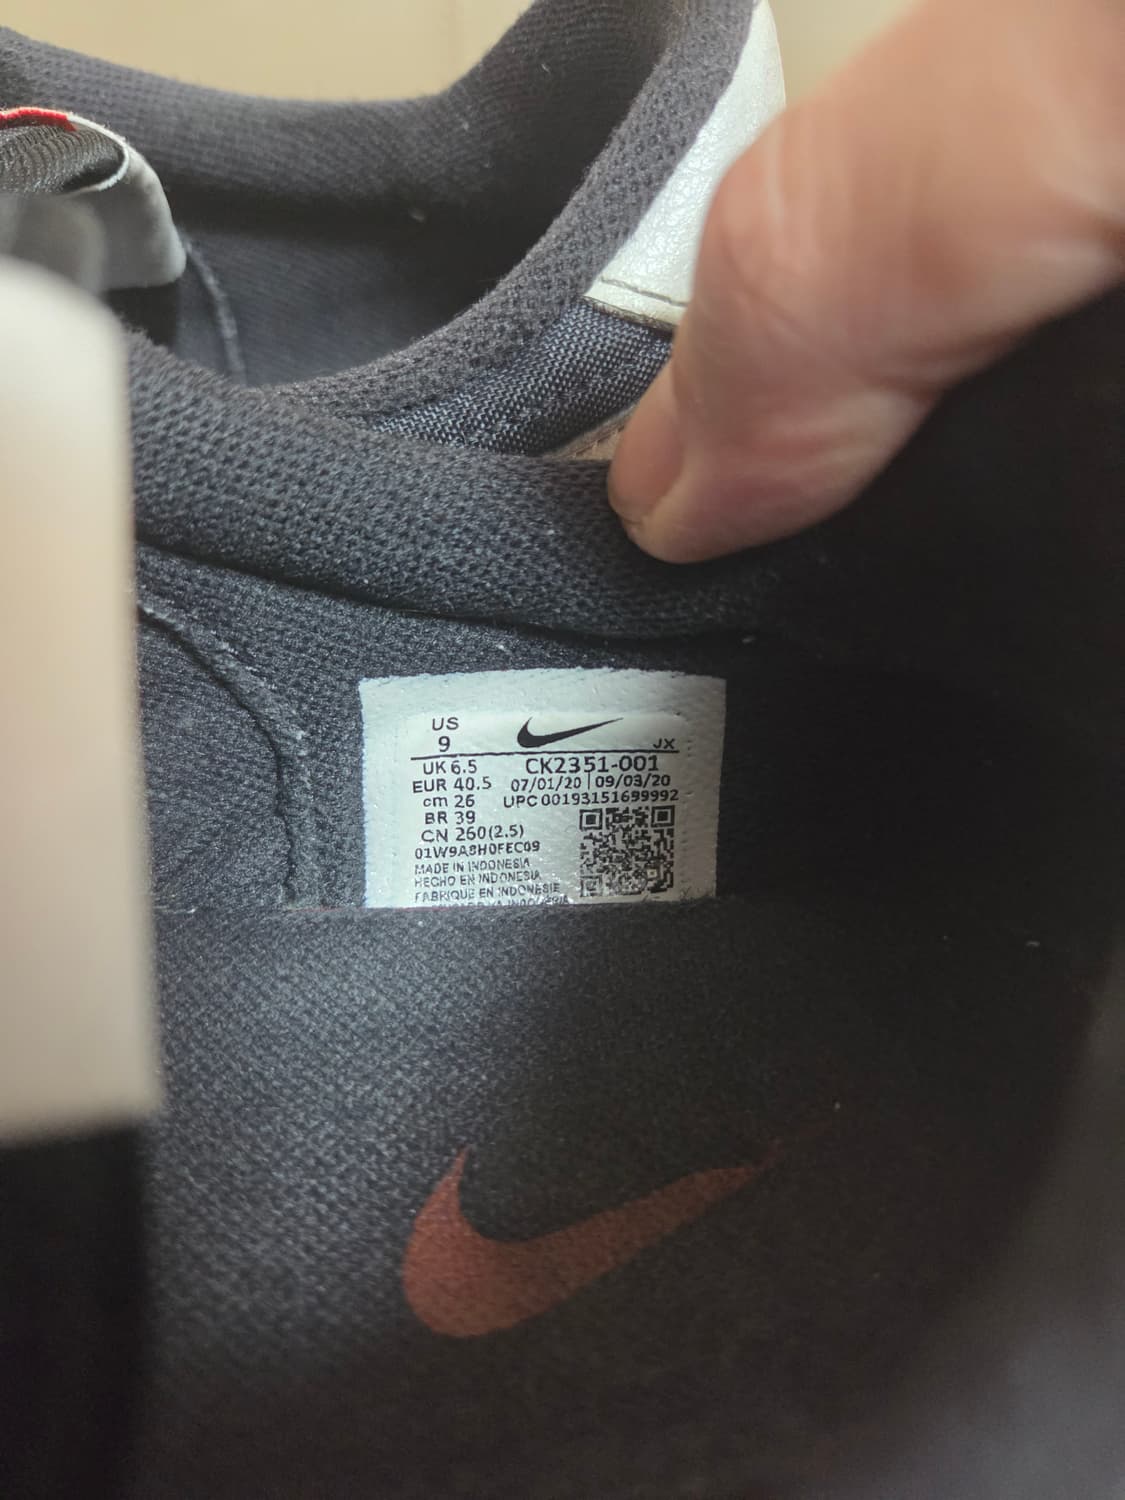 US
9
JX
UK 6.5 CK2351-001
EUR 40.5 07/01/20 | 09/03/20
cm 26 UPC 00193151699992
BR 39
CN 260(2.5)
01W9A8H0FEC09
MADE IN INDONESIA
HECHO EN INDONESIA
FABRIQUE EN INDONESIE